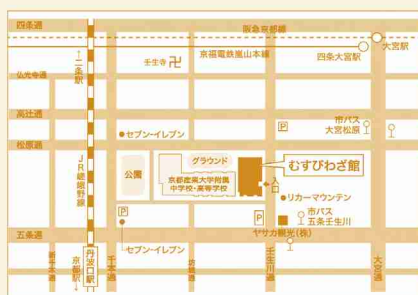 四条通
阪急京都線
大宮駅
京福電鉄嵐山本線
四条大宮駅
←二条駅
壬生寺
仏光寺通
高辻通
市バス
大宮松原
P
松原通
セブン-イレブン
グラウンド
むすびわざ館
公園
京都産業大学附属
中学校・高等学校
入口
JR嵯峨野線
リカーマウンテン
P
P
市バス
五条壬生川
ヤサカ観光(株)
五条通
セブン-イレブン
丹波口駅
京都駅→
千本通
坊城通
壬生川通
大宮通